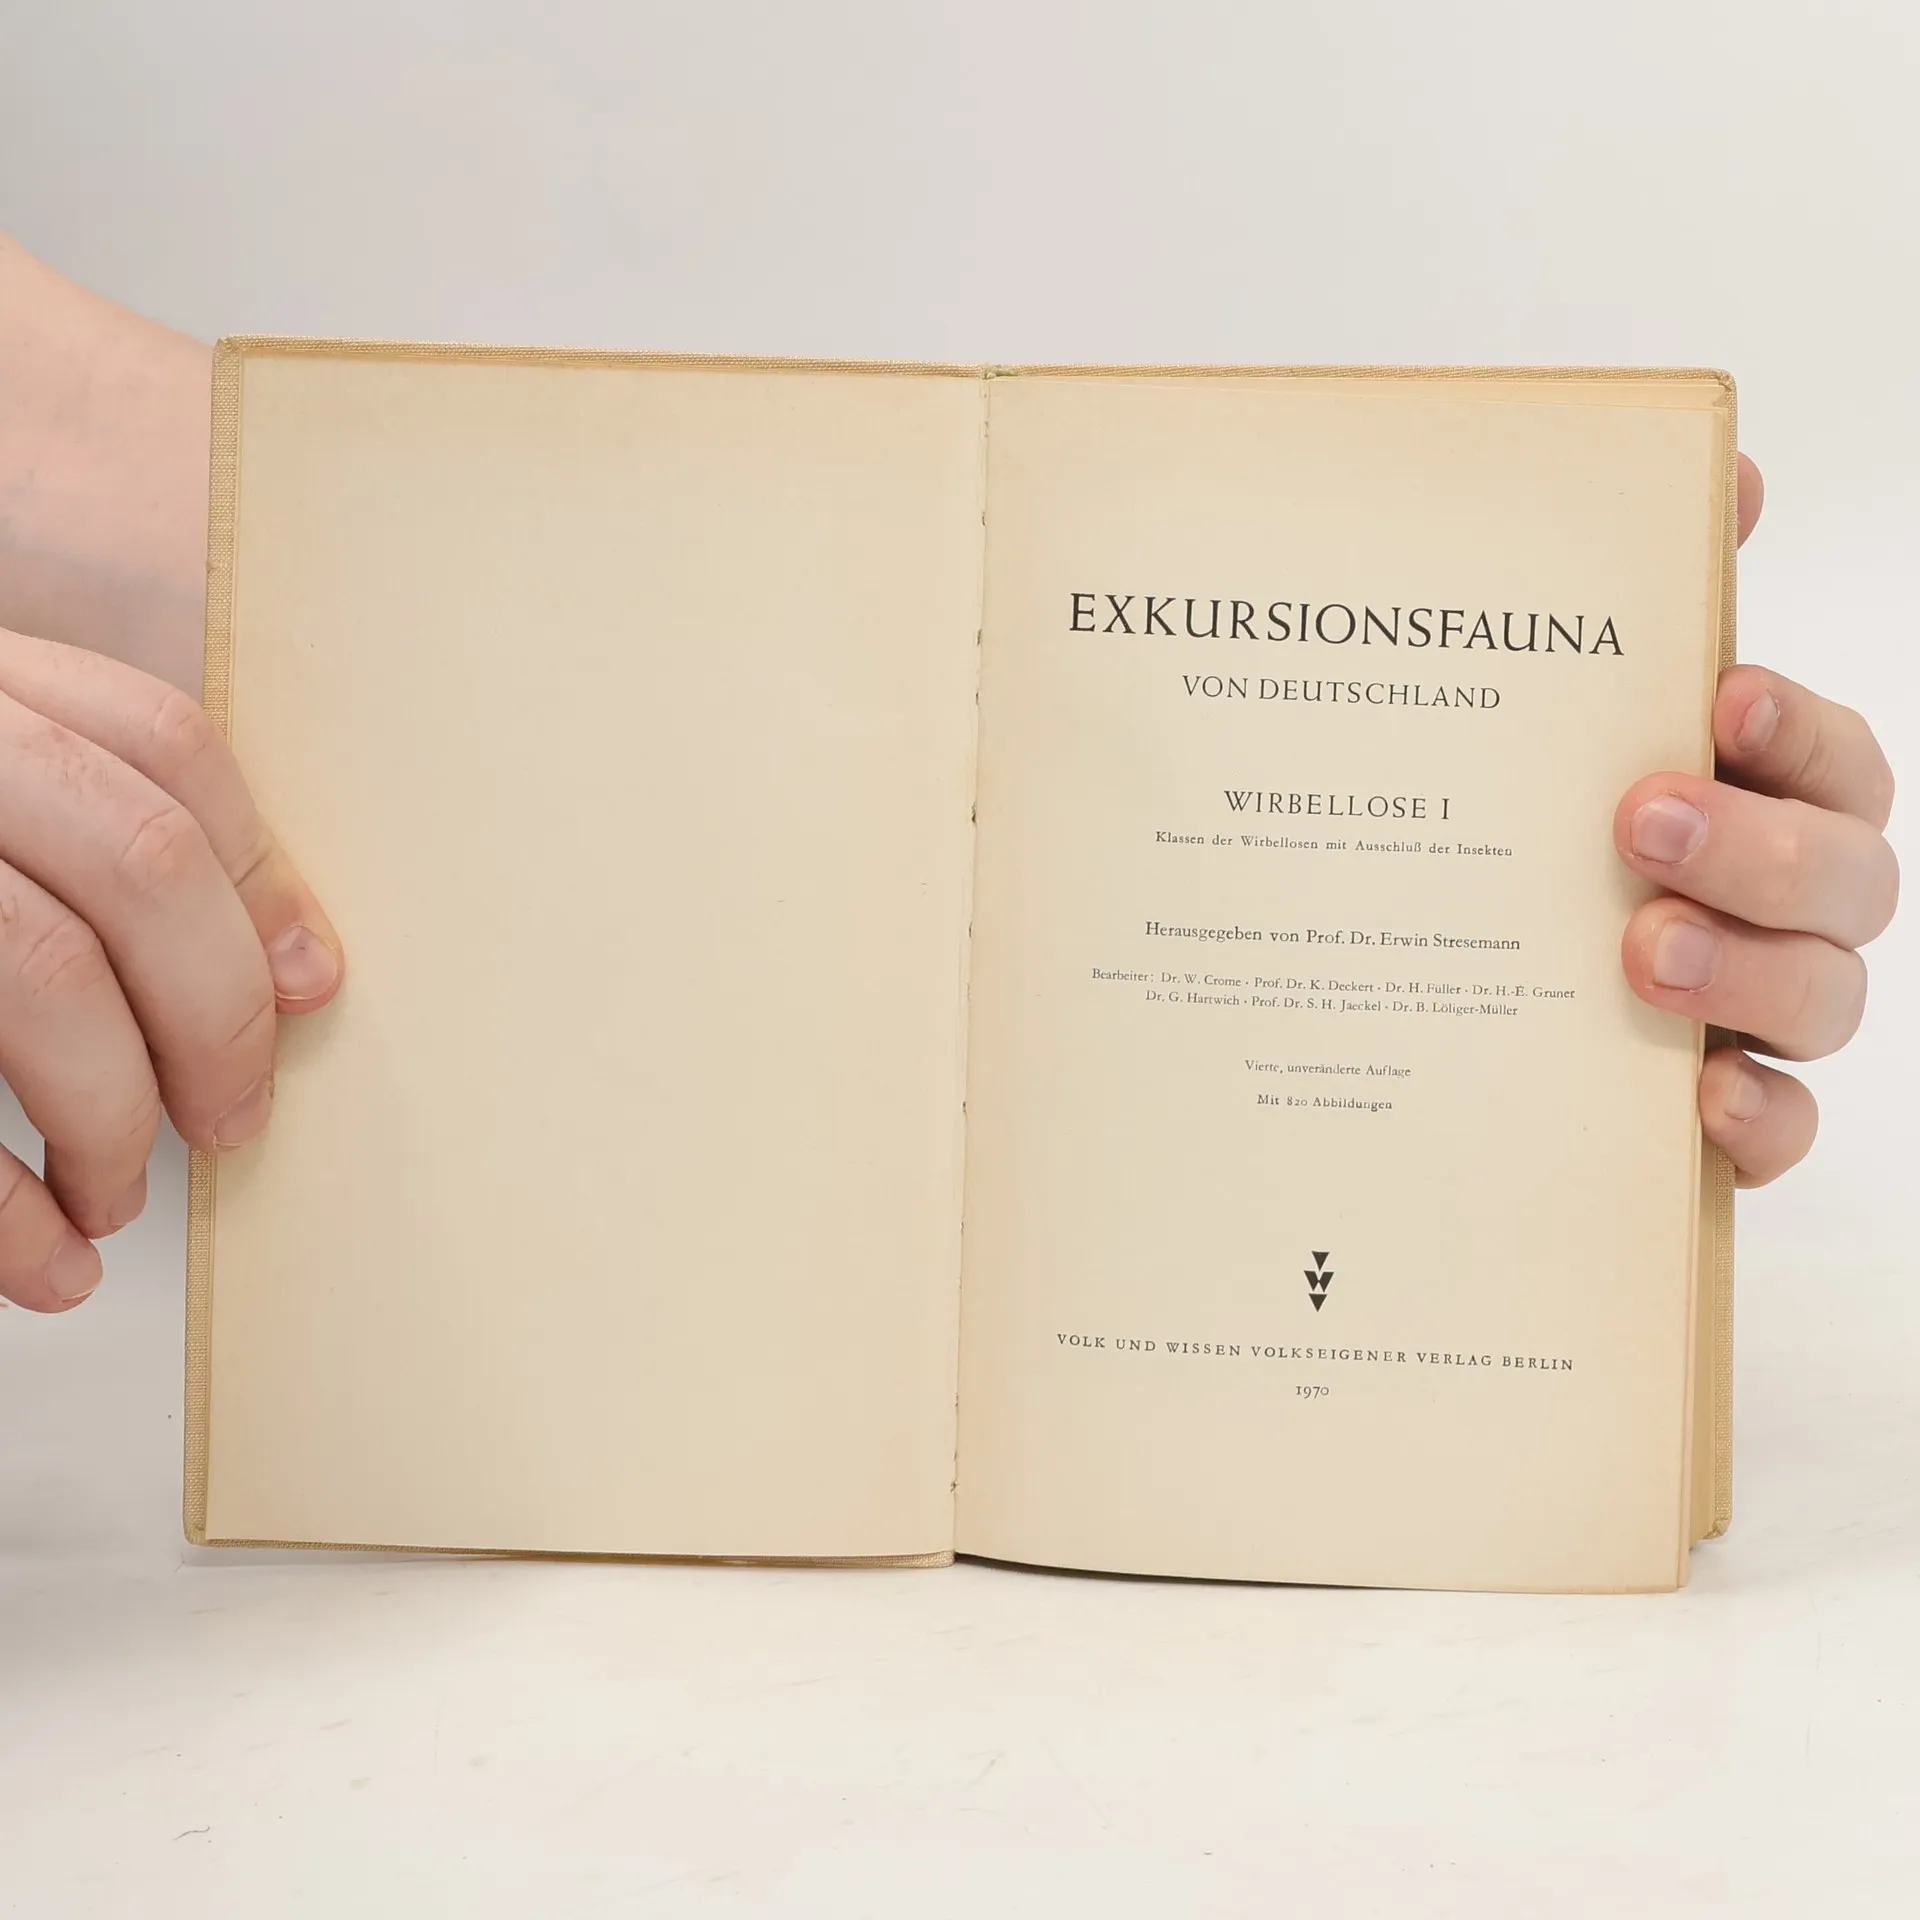 EXKURSIONSFAUNA
VON DEUTSCHLAND
WIRBELLOSE I
Klassen der Wirbellosen mit Ausschluß der Insekten
Herausgegeben von Prof. Dr. Erwin Stresemann
Bearbeiter: Dr. W. Crome · Prof. Dr. K. Deckert · Dr. H. Füller · Dr. H.-E. Gruner
Dr. G. Hartwich · Prof. Dr. S. H. Jaeckel · Dr. B. Löliger-Müller
Vierte, unveränderte Auflage
Mit 820 Abbildungen
VOLK UND WISSEN VOLKSEIGENER VERLAG BERLIN
1970